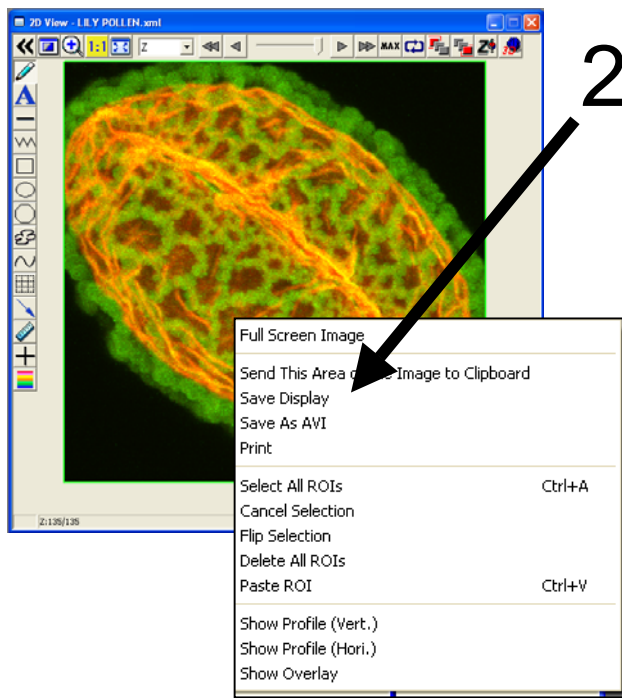 2D View - LILY POLLEN.xml
1:1 Z MAX Z
2
A
Full Screen Image
Send This Area Image to Clipboard
Save Display
Save As AVI
Print
Select All ROIs Ctrl+A
Cancel Selection
Flip Selection
Delete All ROIs
Paste ROI Ctrl+V
Z:135/135
Show Profile (Vert.)
Show Profile (Hori.)
Show Overlay